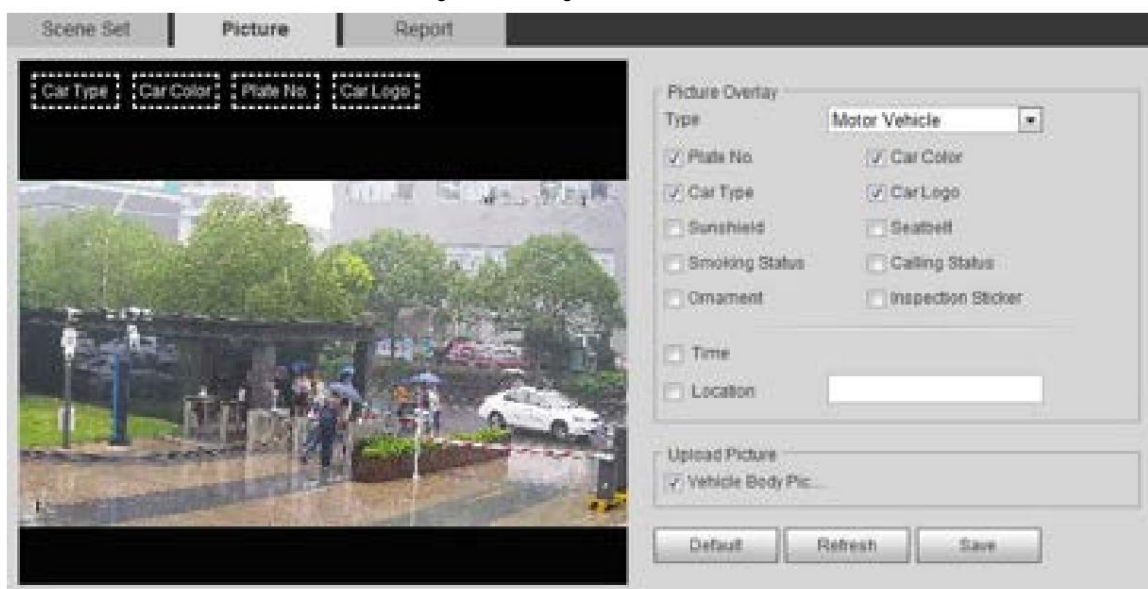 Scene Set Picture Report
Car Type Car Color Plate No. Car Logo
Picture Overlay
Type Motor Vehicle
Plate No. Car Color
Car Type Car Logo
Sunshield Seatbelt
Smoking Status Calling Status
Ornament Inspection Sticker
Time
Location
Upload Picture
Vehicle Body Pic...
Default Refresh Save